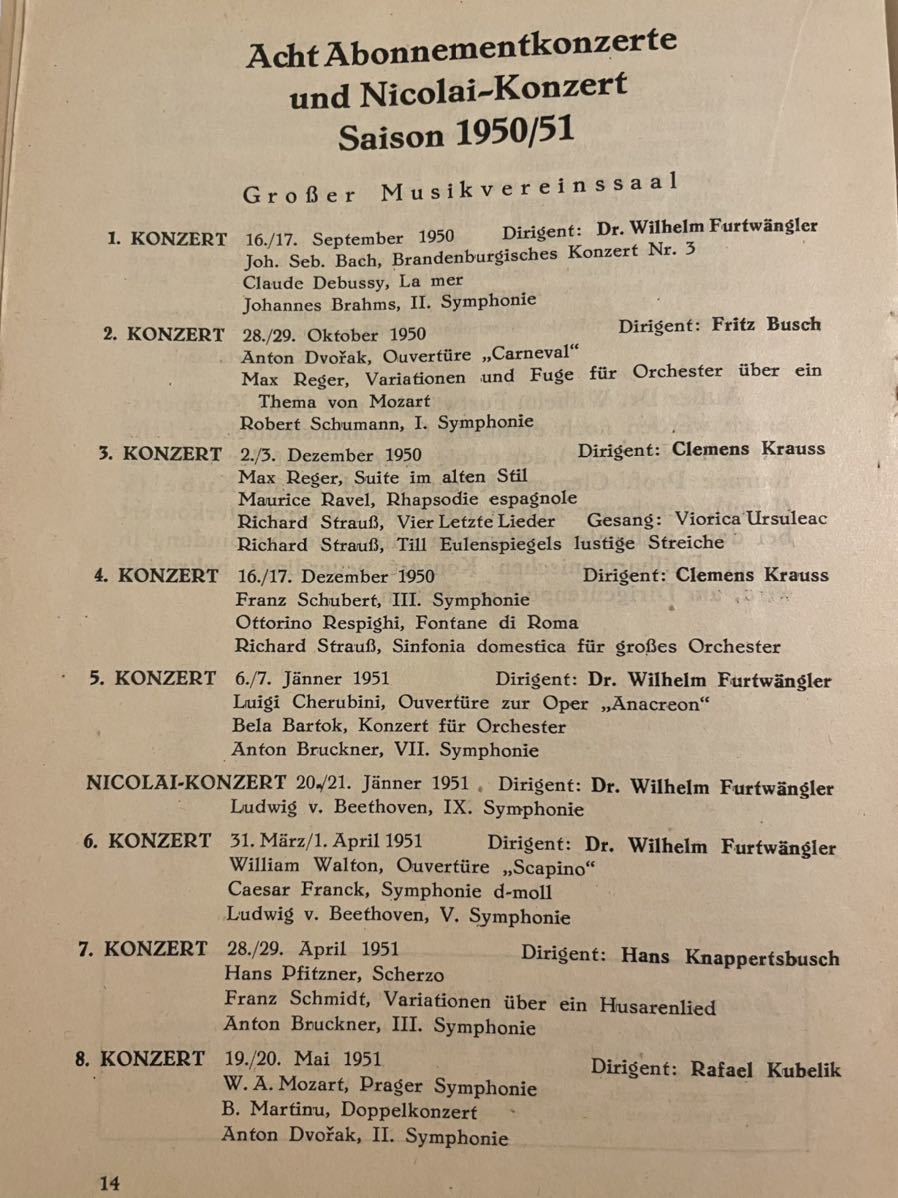 Acht Abonnementkonzerte
und Nicolai-Konzert
Saison 1950/51
Großer Musikvereinssaal
1. KONZERT 16./17. September 1950 Dirigent: Dr. Wilhelm Furtwängler
Joh. Seb. Bach, Brandenburgisches Konzert Nr. 3
Claude Debussy, La mer
Johannes Brahms, II. Symphonie
2. KONZERT 28./29. Oktober 1950 Dirigent: Fritz Busch
Anton Dvořak, Ouvertüre „Carneval“
Max Reger, Variationen und Fuge für Orchester über ein
Thema von Mozart
Robert Schumann, I. Symphonie
3. KONZERT 2./3. Dezember 1950 Dirigent: Clemens Krauss
Max Reger, Suite im alten Stil
Maurice Ravel, Rhapsodie espagnole
Richard Strauß, Vier Letzte Lieder Gesang: Viorica Ursuleac
Richard Strauß, Till Eulenspiegels lustige Streiche
4. KONZERT 16./17. Dezember 1950 Dirigent: Clemens Krauss
Franz Schubert, III. Symphonie
Ottorino Respighi, Fontane di Roma
Richard Strauß, Sinfonia domestica für großes Orchester
5. KONZERT 6./7. Jänner 1951 Dirigent: Dr. Wilhelm Furtwängler
Luigi Cherubini, Ouvertüre zur Oper „Anacreon“
Bela Bartok, Konzert für Orchester
Anton Bruckner, VII. Symphonie
NICOLAI-KONZERT 20./21. Jänner 1951 Dirigent: Dr. Wilhelm Furtwängler
Ludwig v. Beethoven, IX. Symphonie
6. KONZERT 31. März/1. April 1951 Dirigent: Dr. Wilhelm Furtwängler
William Walton, Ouvertüre „Scapino“
Caesar Franck, Symphonie d-moll
Ludwig v. Beethoven, V. Symphonie
7. KONZERT 28./29. April 1951 Dirigent: Hans Knappertsbusch
Hans Pfitzner, Scherzo
Franz Schmidt, Variationen über ein Husarenlied
Anton Bruckner, III. Symphonie
8. KONZERT 19./20. Mai 1951 Dirigent: Rafael Kubelik
W. A. Mozart, Prager Symphonie
B. Martinu, Doppelkonzert
Anton Dvořak, II. Symphonie
14